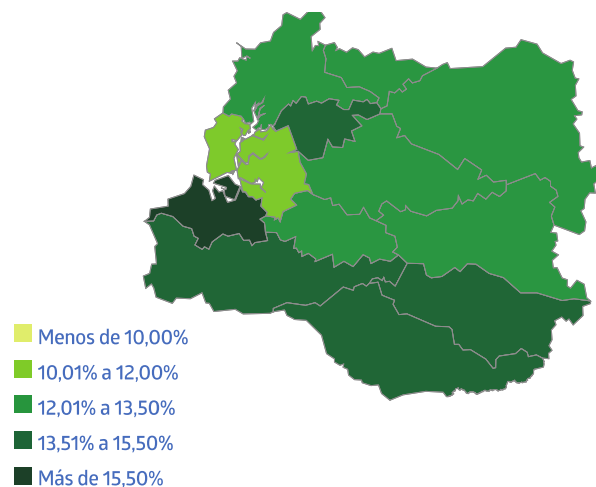 Menos de 10,00%
10,01% a 12,00%
12,01% a 13,50%
13,51% a 15,50%
Más de 15,50%